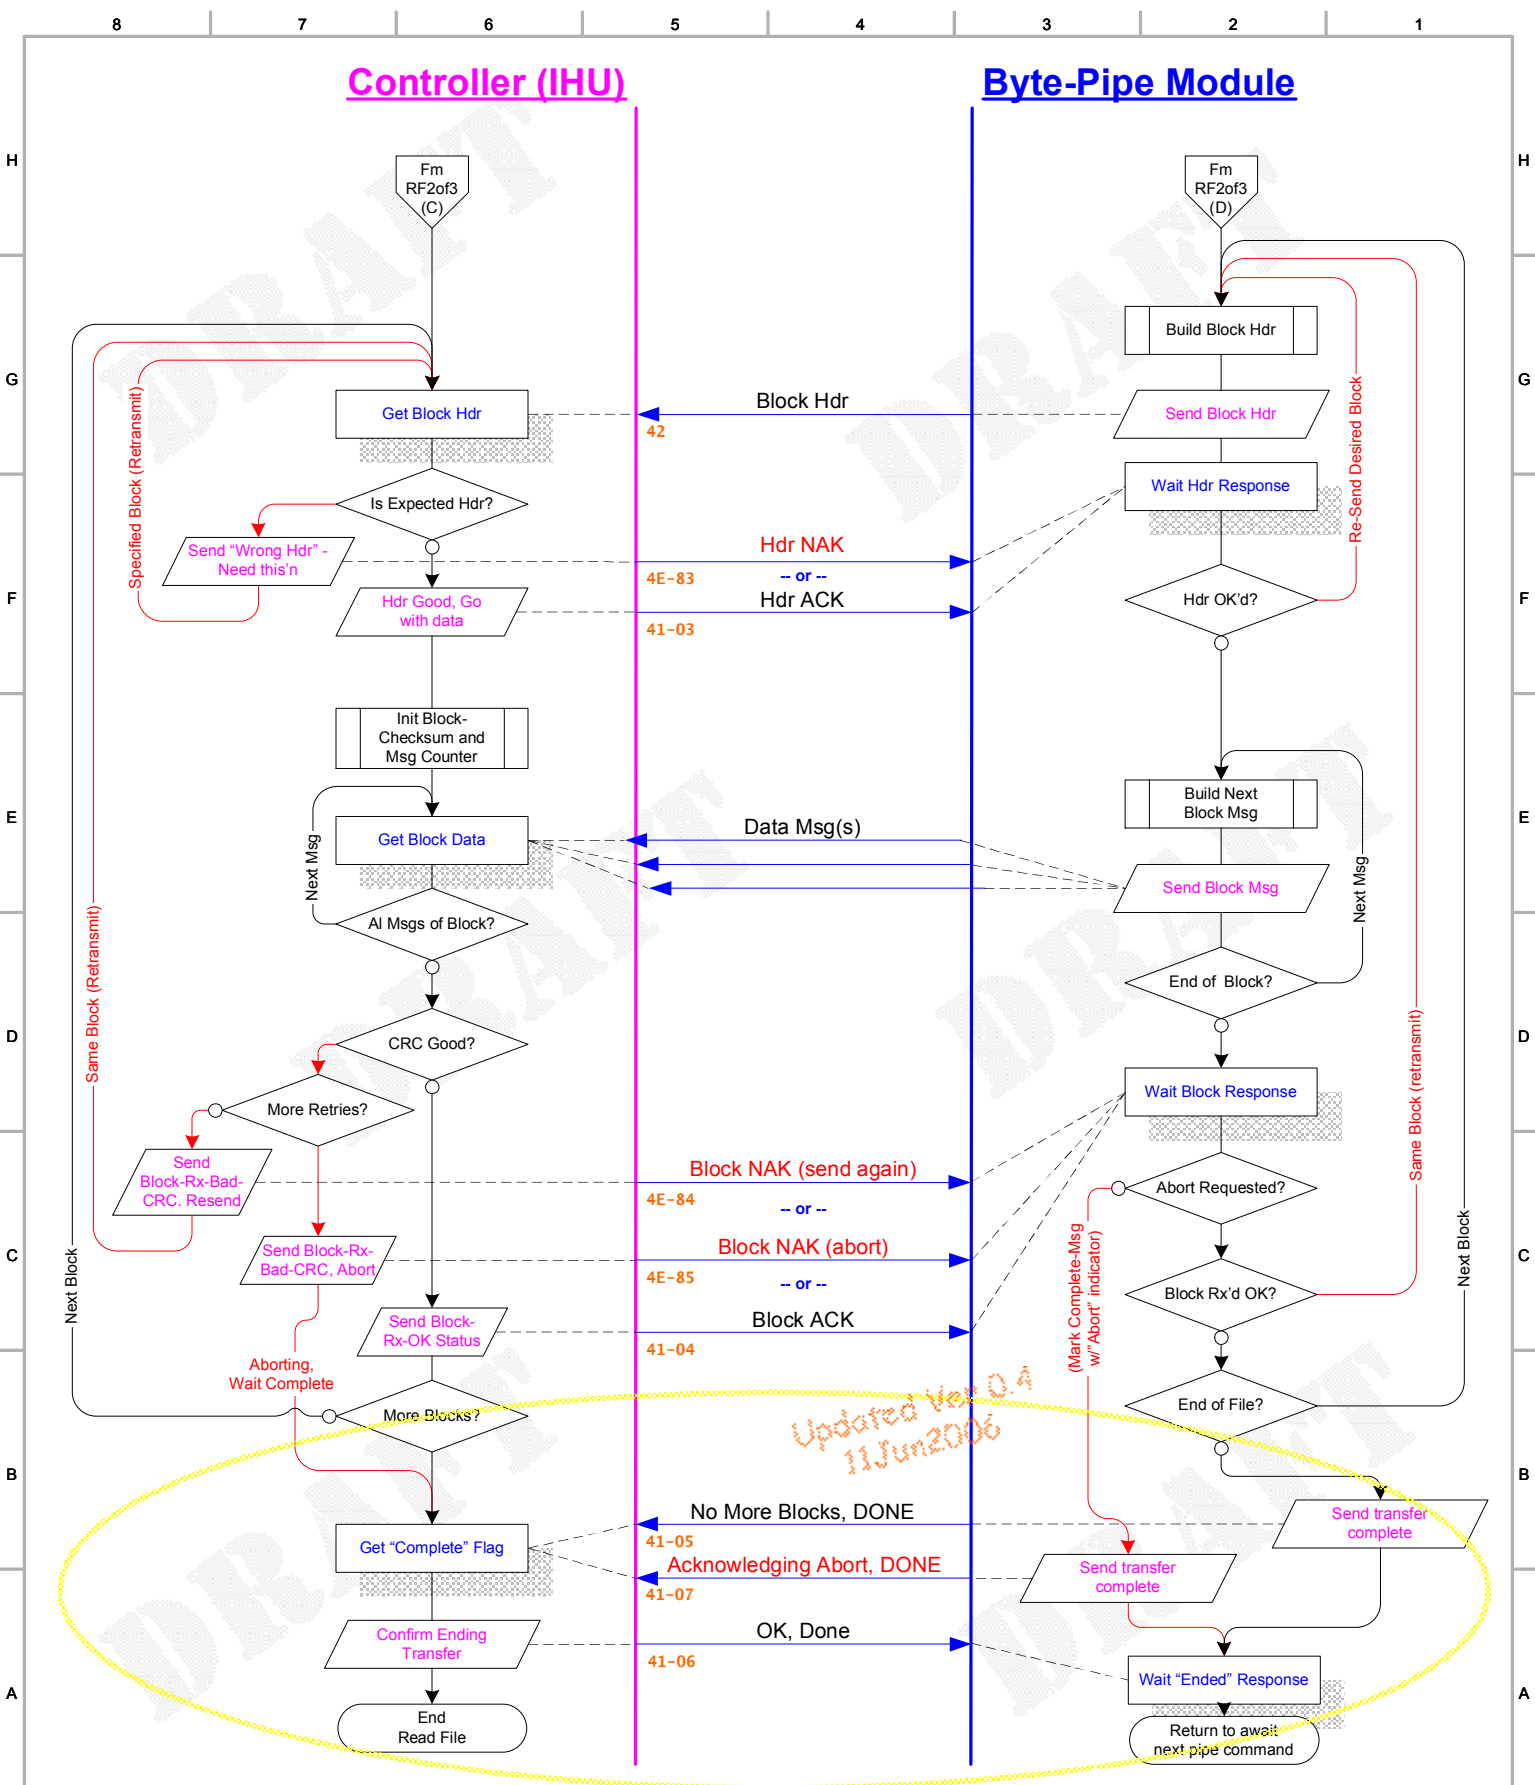 8 7 6 5 4 3 2 1
Controller (IHU)
Byte-Pipe Module
H
H
Fm
RF2of3
(C)
Fm
RF2of3
(D)
G
G
Build Block Hdr
Get Block Hdr
Block Hdr
42
Send Block Hdr
Specified Block (Retransmit)
Re-Send Desired Block
Is Expected Hdr?
Wait Hdr Response
Send “Wrong Hdr” -
Need this'n
Hdr NAK
4E-83
-- or --
F
F
Hdr Good, Go
with data
Hdr ACK
41-03
Hdr OK'd?
Init Block-
Checksum and
Msg Counter
E
E
Build Next
Block Msg
Next Msg
Get Block Data
Data Msg(s)
Send Block Msg
Next Msg
Al Msgs of Block?
End of Block?
Same Block (Retransmit)
Same Block (retransmit)
D
D
CRC Good?
More Retries?
Wait Block Response
Send
Block-Rx-Bad-
CRC. Resend
Block NAK (send again)
4E-84
-- or --
Abort Requested?
C
C
Next Block
Next Block
Send Block-Rx-
Bad-CRC, Abort
Block NAK (abort)
4E-85
-- or --
(Mark Complete-Msg
w/”Abort” indicator)
Block Rx'd OK?
Send Block-
Rx-OK Status
Block ACK
41-04
Aborting,
Wait Complete
More Blocks?
Updated Ver 0.4
11Jun2006
End of File?
B
B
Get “Complete” Flag
No More Blocks, DONE
41-05
Send transfer
complete
Acknowledging Abort, DONE
41-07
Send transfer
complete
Confirm Ending
Transfer
OK, Done
41-06
Wait “Ended” Response
A
A
End
Read File
Return to await
next pipe command
DRAFT
DRAFT
DRAFT
DRAFT
DRAFT
DRAFT